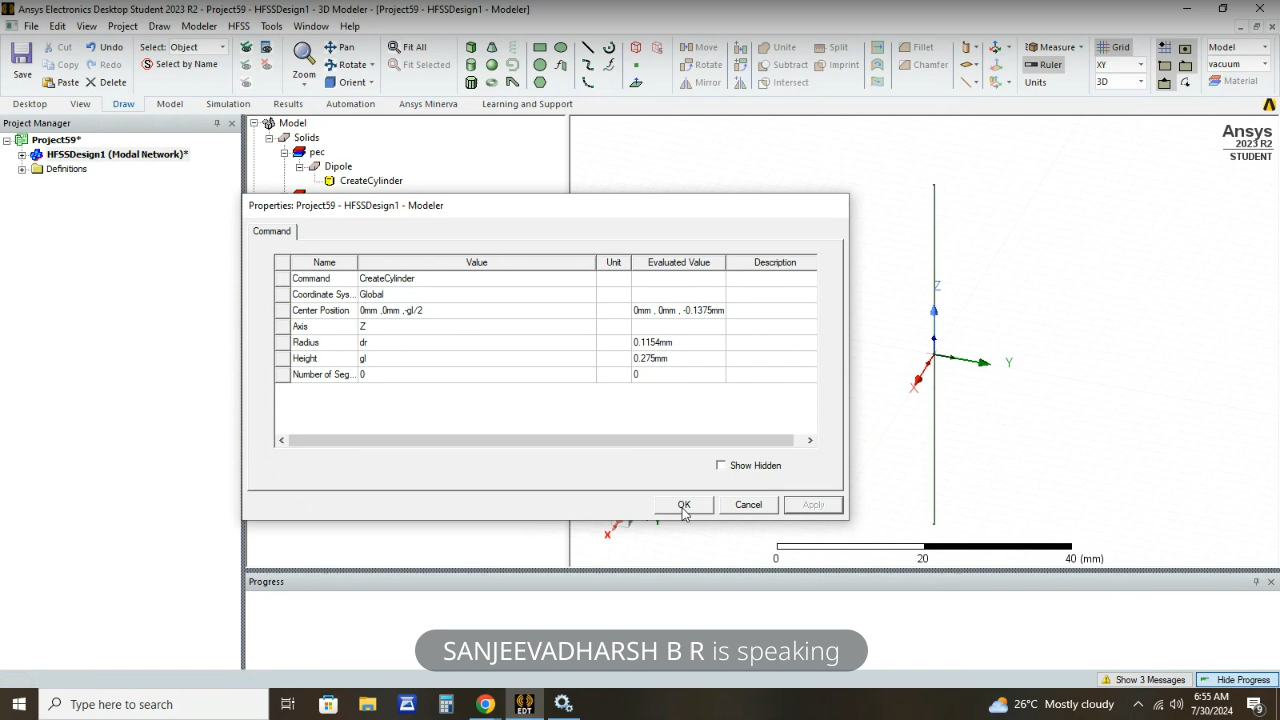 Ansys Electronics Desktop Student 2023 R2 - Project59 - HFSSDesign1 - 3D Modeler - [Project59 - HFSSDesign1 - Modeler]
File Edit View Project Draw Modeler HFSS Tools Window Help
Save Cut Copy Paste Undo Redo Delete Select: Object Select by Name Zoom Pan Rotate Orient Fit All Fit Selected Move Rotate Mirror Unite Subtract Intersect Split Imprint Fillet Chamfer Measure Ruler Units Grid XY 3D Model vacuum Material
Desktop View Draw Model Simulation Results Automation Ansys Minerva Learning and Support
Project Manager
Project59*
HFSSDesign1 (Modal Network)*
Definitions
Model
Solids
pec
Dipole
CreateCylinder
Ansys
2023 R2
STUDENT
Properties: Project59 - HFSSDesign1 - Modeler
Command
Name Value Unit Evaluated Value Description
Command CreateCylinder
Coordinate Sys... Global
Center Position 0mm ,0mm ,-gl/2 0mm , 0mm , -0.1375mm
Axis Z
Radius dr 0.1154mm
Height gl 0.275mm
Number of Seg... 0 0
Show Hidden
OK Cancel Apply
Z
Y
X
X
0 20 40 (mm)
Progress
SANJEEVADHARSH B R is speaking
Show 3 Messages Hide Progress
Type here to search
EDT
26°C Mostly cloudy
6:55 AM
7/30/2024